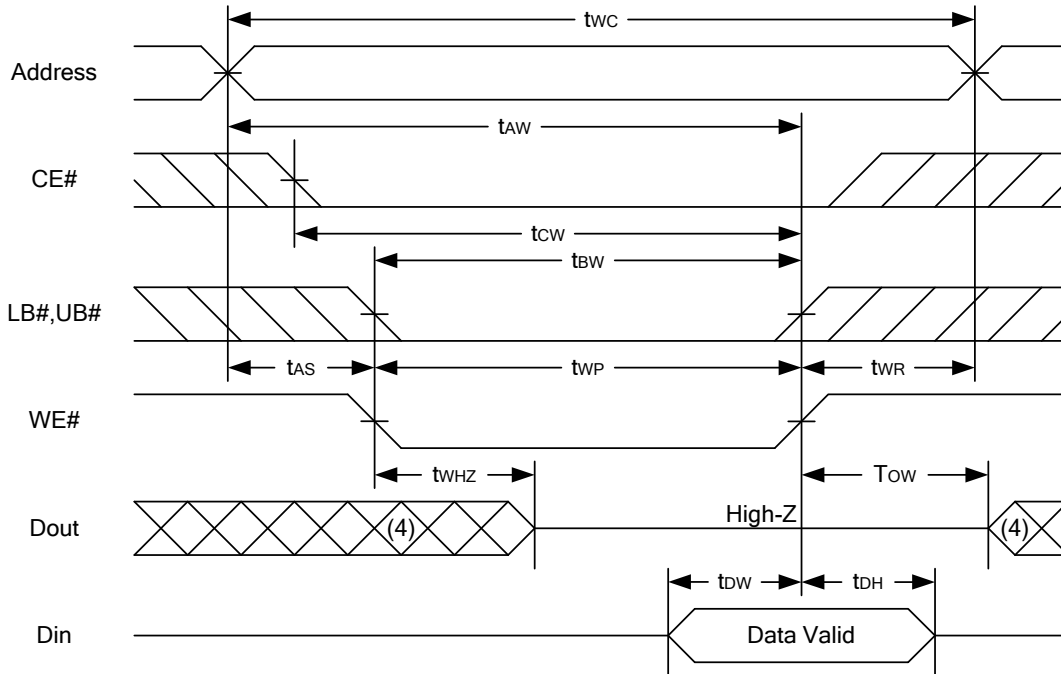 tWC
Address
tAW
CE#
tCW
tBW
LB#,UB#
tAS
tWP
tWR
WE#
tWHZ
TOW
Dout
(4)
High-Z
(4)
tDW
tDH
Din
Data Valid